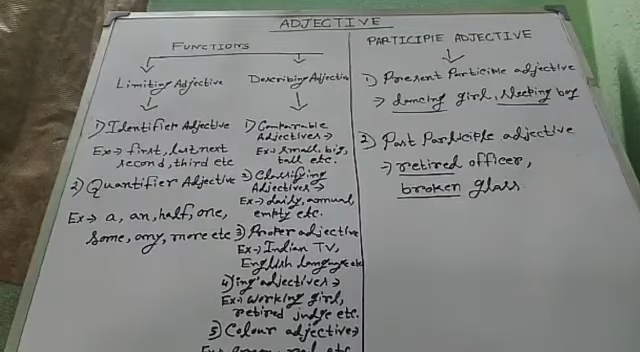 ADJECTIVE
FUNCTIONS
Limiting Adjective
1) Identifier Adjective
Ex→ first, last, next
second, third etc
2) Quantifier Adjective
Ex→ a, an, half, one,
some, any, more etc
Describing Adjective
1) Comparable
Adjectives→
Ex→ small, big,
tall etc.
2) Classifying
Adjectives→
Ex→ daily, annual,
empty etc.
3) Proper adjective
Ex→ Indian TV,
English language etc
4) 'ing' adjectives→
Ex→ working girl,
retired judge etc.
5) Colour adjective→
PARTICIPIE ADJECTIVE
1) Present Participle adjective
→ dancing girl, boy
2) Past Participle adjective
→ retired officer,
broken glass.